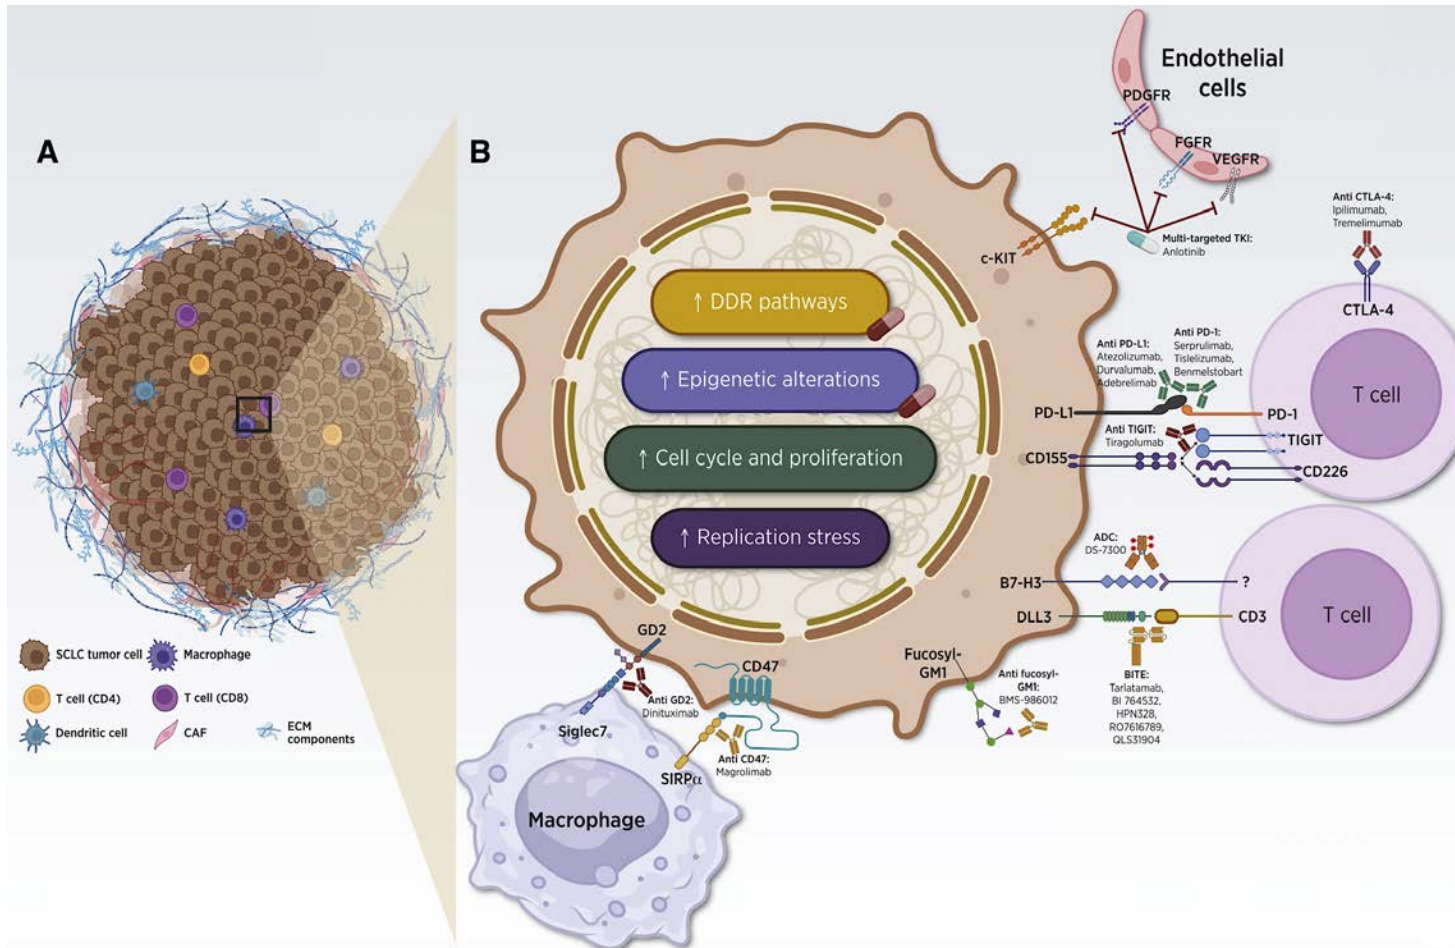 A
SCLC tumor cell
Macrophage
T cell (CD4)
T cell (CD8)
Dendritic cell
CAF
ECM
components
B
Endothelial
cells
PDGFR
FGFR
VEGFR
c-KIT
Multi-targeted TKI:
Anlotinib
Anti CTLA-4:
Ipilimumab,
Tremelimumab
CTLA-4
T cell
↑ DDR pathways
↑ Epigenetic alterations
↑ Cell cycle and proliferation
↑ Replication stress
Anti PD-L1:
Atezolizumab,
Durvalumab,
Adebrelimab
Anti PD-1:
Serprulimab,
Tislelizumab,
Benmelstobart
PD-L1
PD-1
Anti TIGIT:
Tiragolumab
TIGIT
CD155
CD226
ADC:
DS-7300
B7-H3
?
DLL3
CD3
T cell
BITE:
Tarlatamab,
BI 764532,
HPN328,
RO7616789,
QLS31904
Fucosyl-
GM1
Anti fucosyl-
GM1:
BMS-986012
GD2
CD47
Anti GD2:
Dinituximab
Siglec7
Anti CD47:
Magrolimab
SIRPα
Macrophage